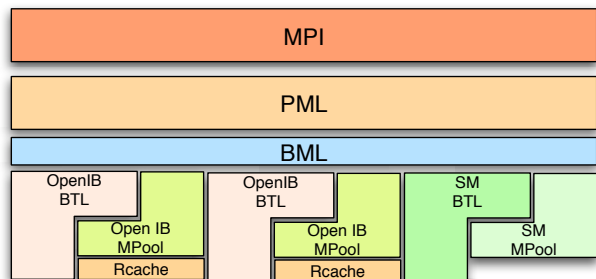 MPI
PML
BML
OpenIB
BTL
Open IB
MPool
Rcache
OpenIB
BTL
Open IB
MPool
Rcache
SM
BTL
SM
MPool